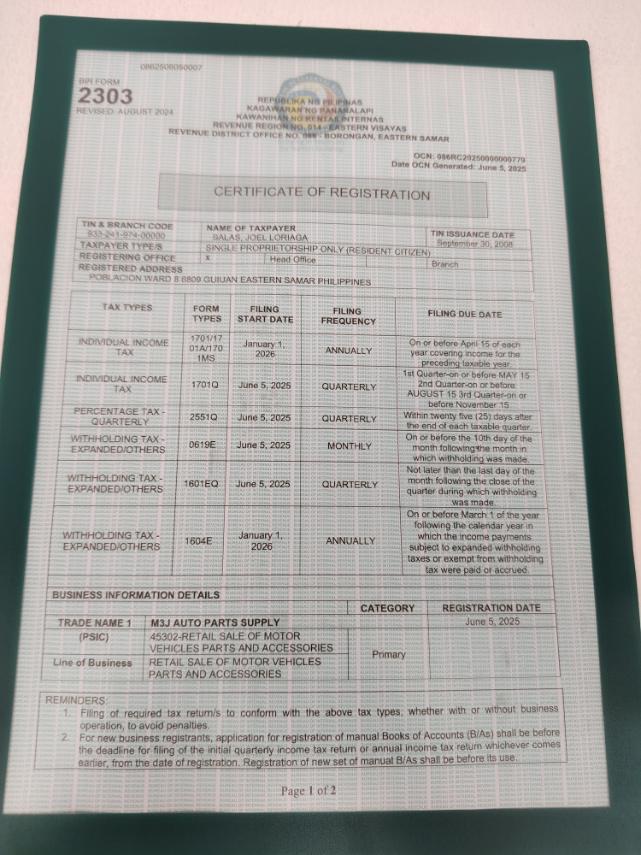 0862506050007
BIR FORM
2303
REVISED: AUGUST 2024
REPUBLIKA NG PILIPINAS
KAGAWARAN NG PANANALAPI
KAWANIHAN NG RENTAS INTERNAS
REVENUE REGION NO. 014 - EASTERN VISAYAS
REVENUE DISTRICT OFFICE NO. 086 - BORONGAN, EASTERN SAMAR
OCN: 086RC20250000000779
Date OCN Generated: June 5, 2025
CERTIFICATE OF REGISTRATION
TIN & BRANCH CODE NAME OF TAXPAYER TIN ISSUANCE DATE
933-241-974-00000 BALAS, JOEL LORIAGA September 30, 2008
TAXPAYER TYPE/S SINGLE PROPRIETORSHIP ONLY (RESIDENT CITIZEN)
REGISTERING OFFICE x Head Office Branch
REGISTERED ADDRESS
POBLACION WARD 8 6809 GUIUAN EASTERN SAMAR PHILIPPINES
TAX TYPES FORM TYPES FILING START DATE FILING FREQUENCY FILING DUE DATE
INDIVIDUAL INCOME TAX 1701/1701A/1701MS January 1, 2026 ANNUALLY On or before April 15 of each year covering income for the preceding taxable year.
INDIVIDUAL INCOME TAX 1701Q June 5, 2025 QUARTERLY 1st Quarter-on or before MAY 15 2nd Quarter-on or before AUGUST 15 3rd Quarter-on or before November 15
PERCENTAGE TAX - QUARTERLY 2551Q June 5, 2025 QUARTERLY Within twenty five (25) days after the end of each taxable quarter.
WITHHOLDING TAX - EXPANDED/OTHERS 0619E June 5, 2025 MONTHLY On or before the 10th day of the month following the month in which withholding was made.
WITHHOLDING TAX - EXPANDED/OTHERS 1601EQ June 5, 2025 QUARTERLY Not later than the last day of the month following the close of the quarter during which withholding was made.
WITHHOLDING TAX - EXPANDED/OTHERS 1604E January 1, 2026 ANNUALLY On or before March 1 of the year following the calendar year in which the income payments subject to expanded withholding taxes or exempt from withholding tax were paid or accrued.
BUSINESS INFORMATION DETAILS
CATEGORY REGISTRATION DATE
TRADE NAME 1 M3J AUTO PARTS SUPPLY June 5, 2025
(PSIC) 45302-RETAIL SALE OF MOTOR VEHICLES PARTS AND ACCESSORIES Primary
Line of Business RETAIL SALE OF MOTOR VEHICLES PARTS AND ACCESSORIES
REMINDERS:
1. Filing of required tax return/s to conform with the above tax types, whether with or without business
operation, to avoid penalties.
2. For new business registrants, application for registration of manual Books of Accounts (B/As) shall be before
the deadline for filing of the initial quarterly income tax return or annual income tax return whichever comes
earlier, from the date of registration. Registration of new set of manual B/As shall be before its use.
Page 1 of 2